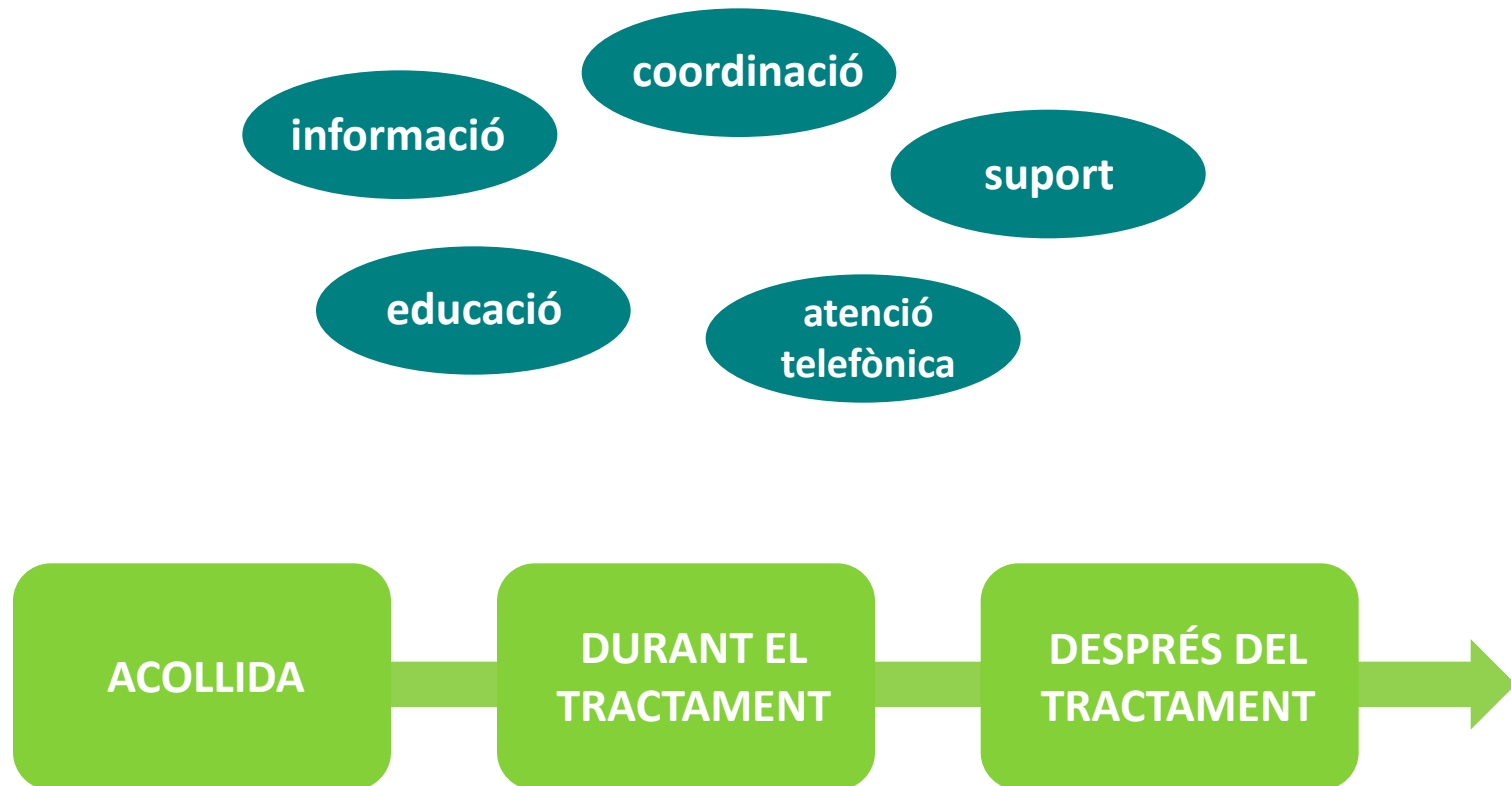 coordinació
informació
suport
educació
atenció
telefònica
ACOLLIDA
DURANT EL
TRACTAMENT
DESPRÉS DEL
TRACTAMENT